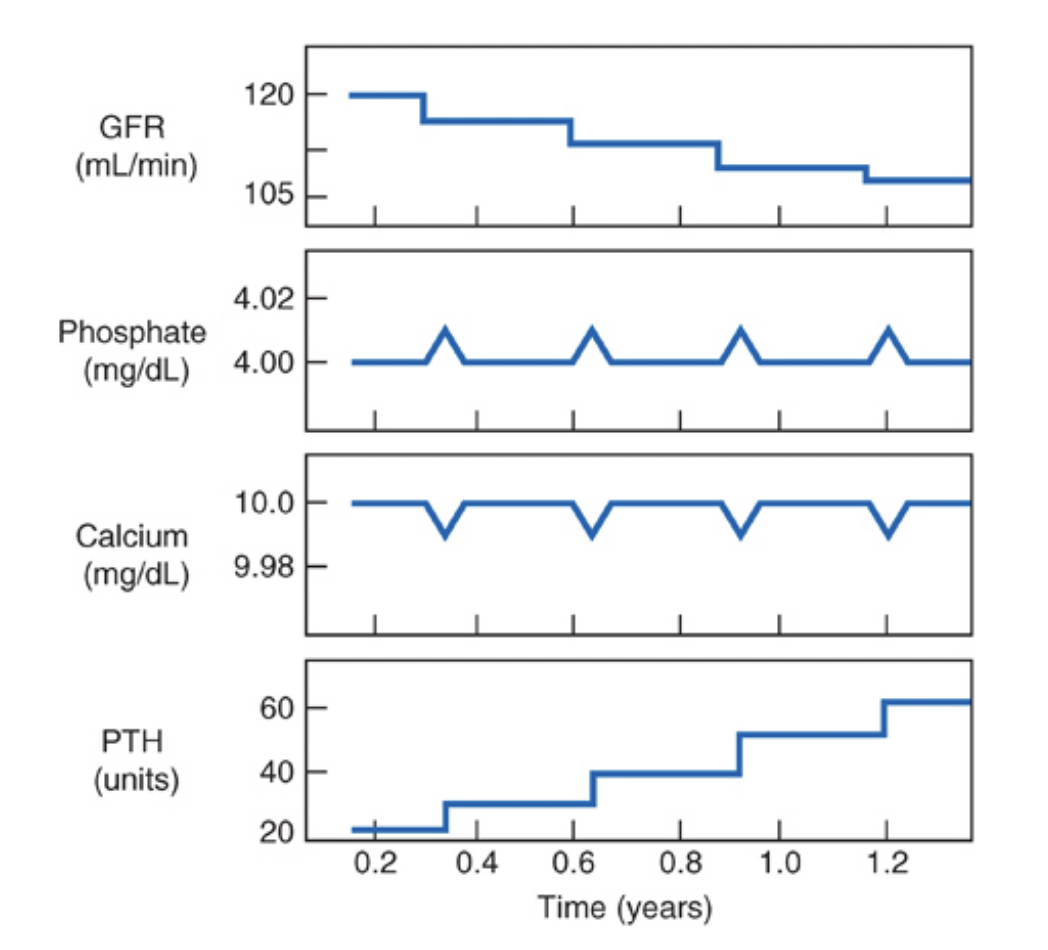 GFR
(mL/min)
120
105
Phosphate
(mg/dL)
4.02
4.00
Calcium
(mg/dL)
10.0
9.98
PTH
(units)
60
40
20
0.2 0.4 0.6 0.8 1.0 1.2
Time (years)